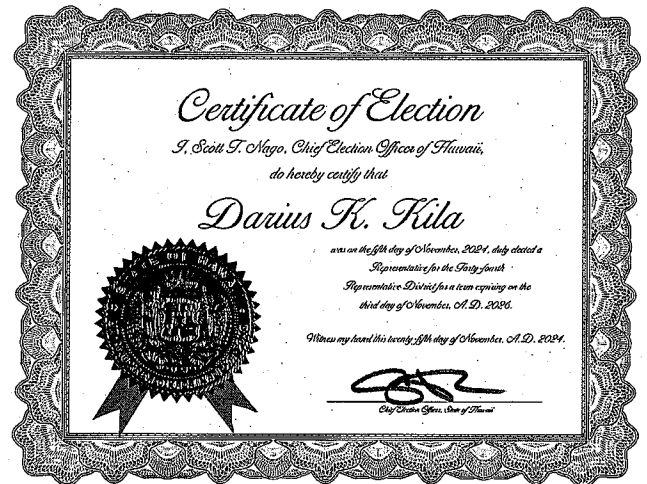 Certificate of Election
I, Scott T. Nago, Chief Election Officer of Hawaii,
do hereby certify that
Darius K. Kila
was on the fifth day of November, 2024, duly elected a
Representative for the Forty-fourth
Representative District for a term expiring on the
third day of November, A.D. 2026.
Witness my hand this twenty-fifth day of November, A.D. 2024.
Chief Election Officer, State of Hawaii